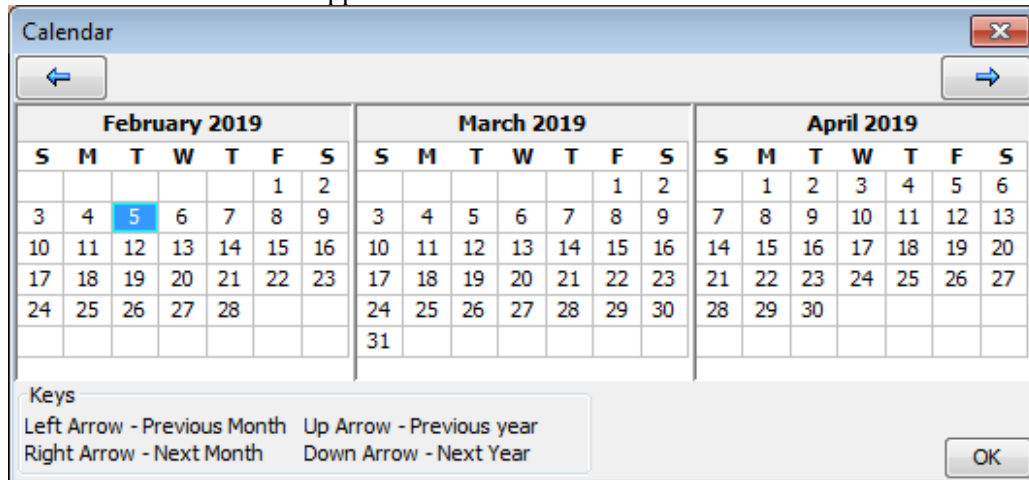 Calendar
February 2019 March 2019 April 2019
S M T W T F S S M T W T F S S M T W T F S
1 2 1 2 1 2 3 4 5 6
3 4 5 6 7 8 9 3 4 5 6 7 8 9 7 8 9 10 11 12 13
10 11 12 13 14 15 16 10 11 12 13 14 15 16 14 15 16 17 18 19 20
17 18 19 20 21 22 23 17 18 19 20 21 22 23 21 22 23 24 25 26 27
24 25 26 27 28 24 25 26 27 28 29 30 28 29 30
31
Keys
Left Arrow - Previous Month Up Arrow - Previous year
Right Arrow - Next Month Down Arrow - Next Year
OK